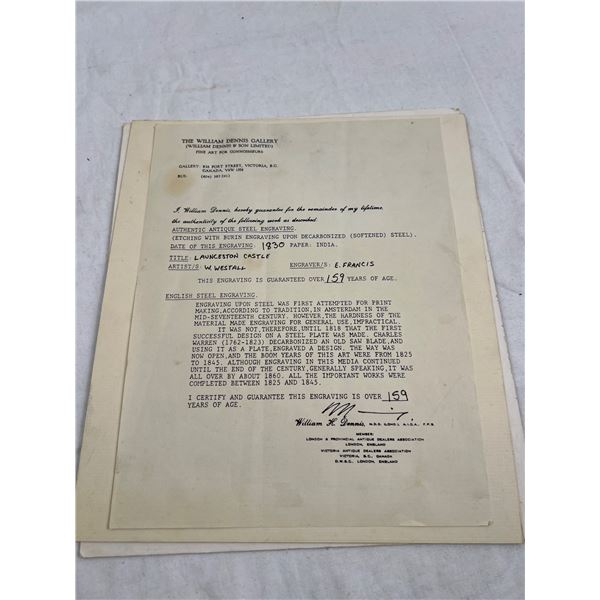 THE WILLIAM DENNIS GALLERY
(WILLIAM DENNIS & SON LIMITED)
FINE ART FOR CONNOISSEURS
GALLERY: FORT STREET, VICTORIA, B.C.
CANADA,
BUS. (604)
I, William Dennis, hereby guarantee for the remainder of my lifetime,
the authenticity of the following work as described.
AUTHENTIC ANTIQUE STEEL ENGRAVING.
(ETCHING WITH BURIN ENGRAVING UPON DECARBONIZED (SOFTENED) STEEL).
DATE OF THIS ENGRAVING: 1830 PAPER: INDIA.
TITLE: LAUNCESTON CASTLE
ARTIST/S: W. WESTALL ENGRAVER/S: E. FRANCIS
THIS ENGRAVING IS GUARANTEED OVER 159 YEARS OF AGE.
ENGLISH STEEL ENGRAVING.
ENGRAVING UPON STEEL WAS FIRST ATTEMPTED FOR PRINT
MAKING, ACCORDING TO TRADITION, IN AMSTERDAM IN THE
MID-SEVENTEENTH CENTURY. HOWEVER, THE HARDNESS OF THE
MATERIAL MADE ENGRAVING FOR GENERAL USE, IMPRACTICAL.
IT WAS NOT, THEREFORE, UNTIL 1818 THAT THE FIRST
SUCCESSFUL DESIGN ON A STEEL PLATE WAS MADE. CHARLES
WARREN (1762-1823) DECARBONIZED AN OLD SAW BLADE, AND
USING IT AS A PLATE, ENGRAVED A DESIGN. THE WAY WAS
NOW OPEN, AND THE BOOM YEARS OF THIS ART WERE FROM 1825
TO 1845. ALTHOUGH ENGRAVING IN THIS MEDIA CONTINUED
UNTIL THE END OF THE CENTURY, GENERALLY SPEAKING, IT WAS
ALL OVER BY ABOUT 1860. ALL THE IMPORTANT WORKS WERE
COMPLETED BETWEEN 1825 AND 1845.
I CERTIFY AND GUARANTEE THIS ENGRAVING IS OVER 159
YEARS OF AGE.
William H. Dennis,
MEMBER:
LONDON & PROVINCIAL ANTIQUE DEALERS ASSOCIATION
LONDON, ENGLAND
VICTORIA ANTIQUE DEALERS ASSOCIATION
VICTORIA, B.C., CANADA
LONDON, ENGLAND